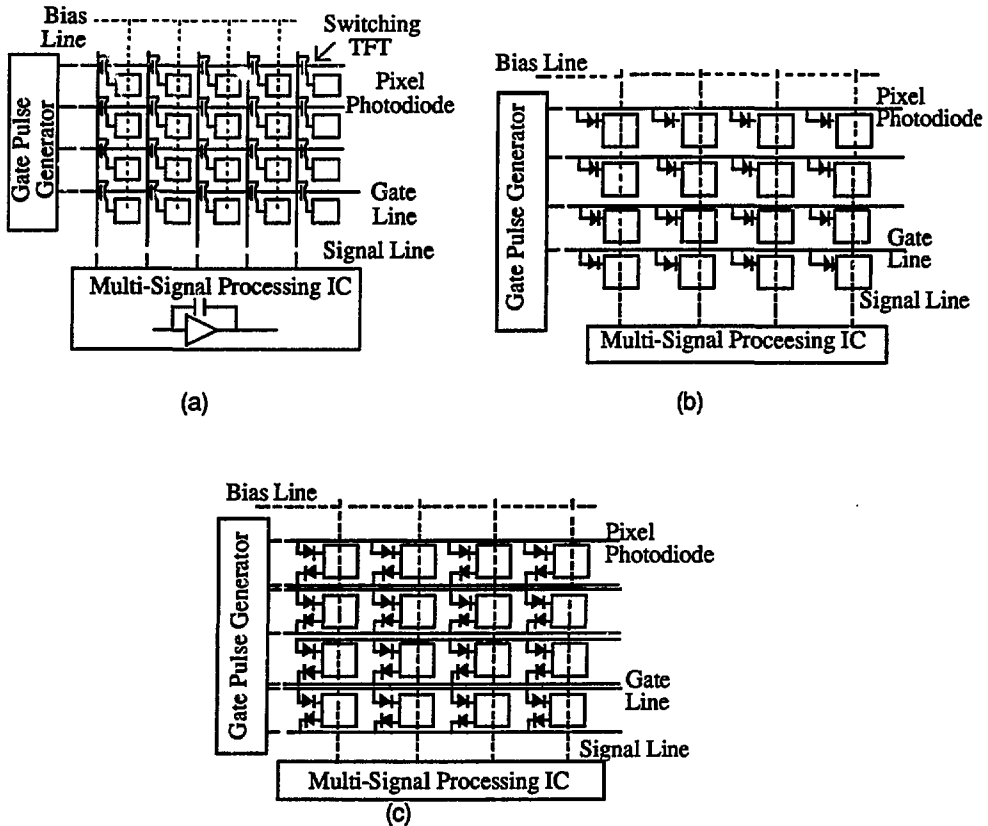 Bias
Line
Switching
TFT
Pixel
Photodiode
Gate Pulse
Generator
Gate
Line
Signal Line
Multi-Signal Processing IC
(a)
Bias Line
Pixel
Photodiode
Gate Pulse Generator
Gate
Line
Signal Line
Multi-Signal Proceesing IC
(b)
Bias Line
Pixel
Photodiode
Gate Pulse Generator
Gate
Line
Signal Line
Multi-Signal Processing IC
(c)